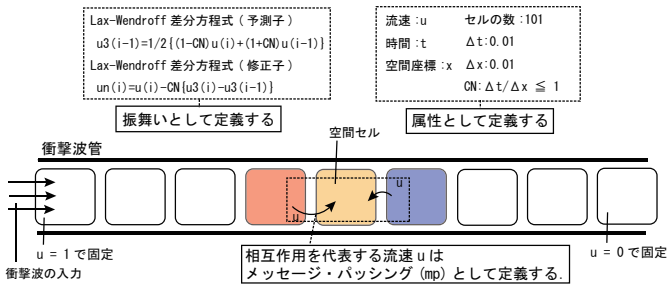 Lax-Wendroff 差分方程式 ( 予測子 )
u3(i-1)=1/2{(1-CN)u(i)+(1+CN)u(i-1)}
Lax-Wendroff 差分方程式 ( 修正子 )
un(i)=u(i)-CN{u3(i)-u3(i-1)}
振舞いとして定義する
流速 :u セルの数 :101
時間 :t Δt:0.01
空間座標 :x Δx:0.01
CN:Δt/Δx ≦ 1
属性として定義する
空間セル
衝撃波管
u
u
u = 1 で固定
衝撃波の入力
相互作用を代表する流速 u は
メッセージ・パッシング (mp) として定義する.
u = 0 で固定